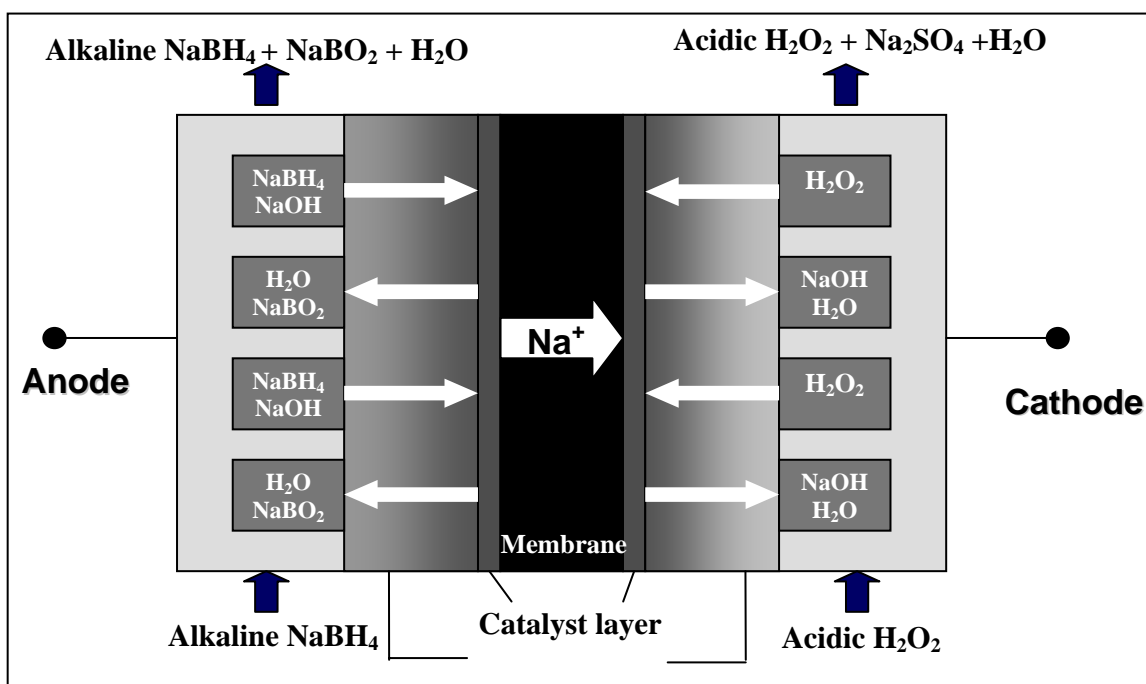 Alkaline NaBH₄ + NaBO₂ + H₂O
Acidic H₂O₂ + Na₂SO₄ +H₂O
NaBH₄
NaOH
H₂O
NaBO₂
NaBH₄
NaOH
H₂O
NaBO₂
Anode
Na⁺
Membrane
H₂O₂
NaOH
H₂O
H₂O₂
NaOH
H₂O
Cathode
Alkaline NaBH₄
Catalyst layer
Acidic H₂O₂